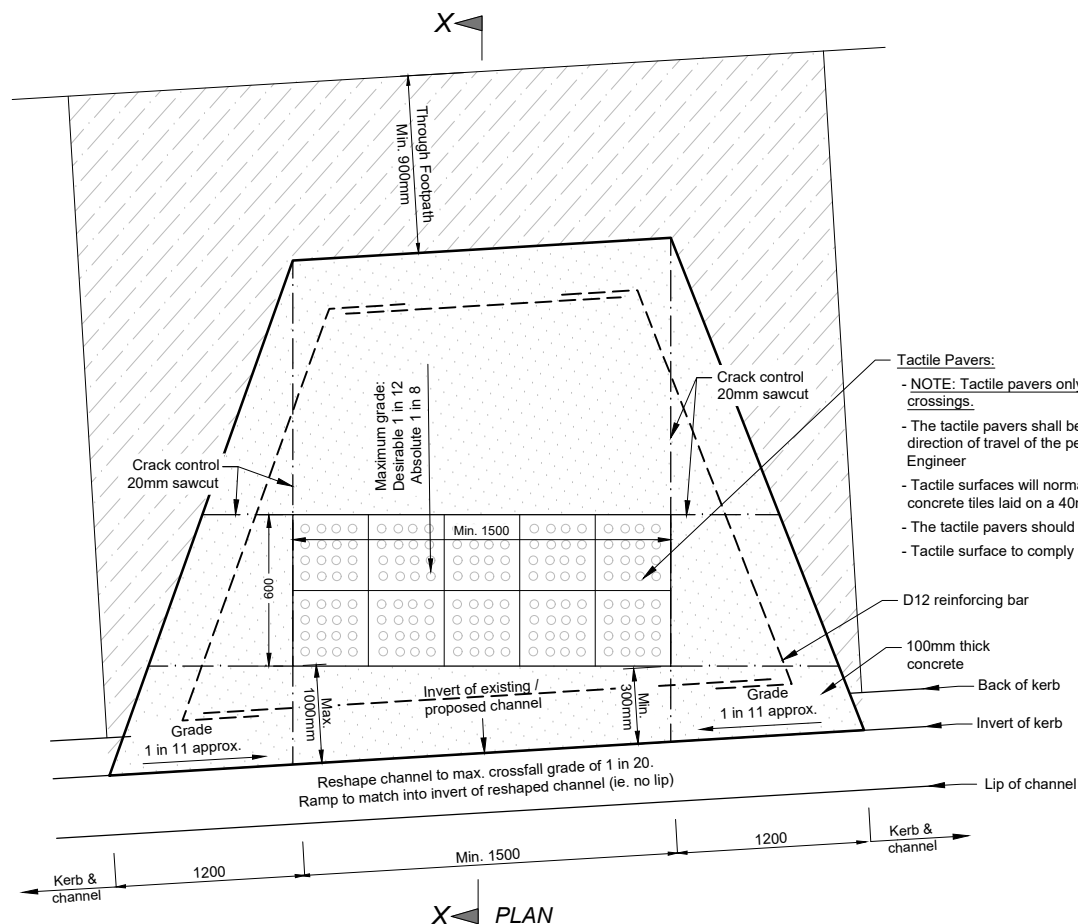 X
Through Footpath
Min. 900mm
Tactile Pavers:
- NOTE: Tactile pavers only
crossings.
- The tactile pavers shall be
direction of travel of the pe
Engineer
- Tactile surfaces will norma
concrete tiles laid on a 40m
- The tactile pavers should
- Tactile surface to comply
Crack control
20mm sawcut
Maximum grade:
Desirable 1 in 12
Absolute 1 in 8
Crack control
20mm sawcut
Min. 1500
600
D12 reinforcing bar
100mm thick
concrete
Back of kerb
Invert of kerb
Lip of channel
Max.
1000mm
Invert of existing /
proposed channel
Min.
300mm
Grade
1 in 11 approx.
Grade
1 in 11 approx.
Reshape channel to max. crossfall grade of 1 in 20.
Ramp to match into invert of reshaped channel (ie. no lip)
Kerb &
channel
1200
Min. 1500
1200
Kerb &
channel
X PLAN